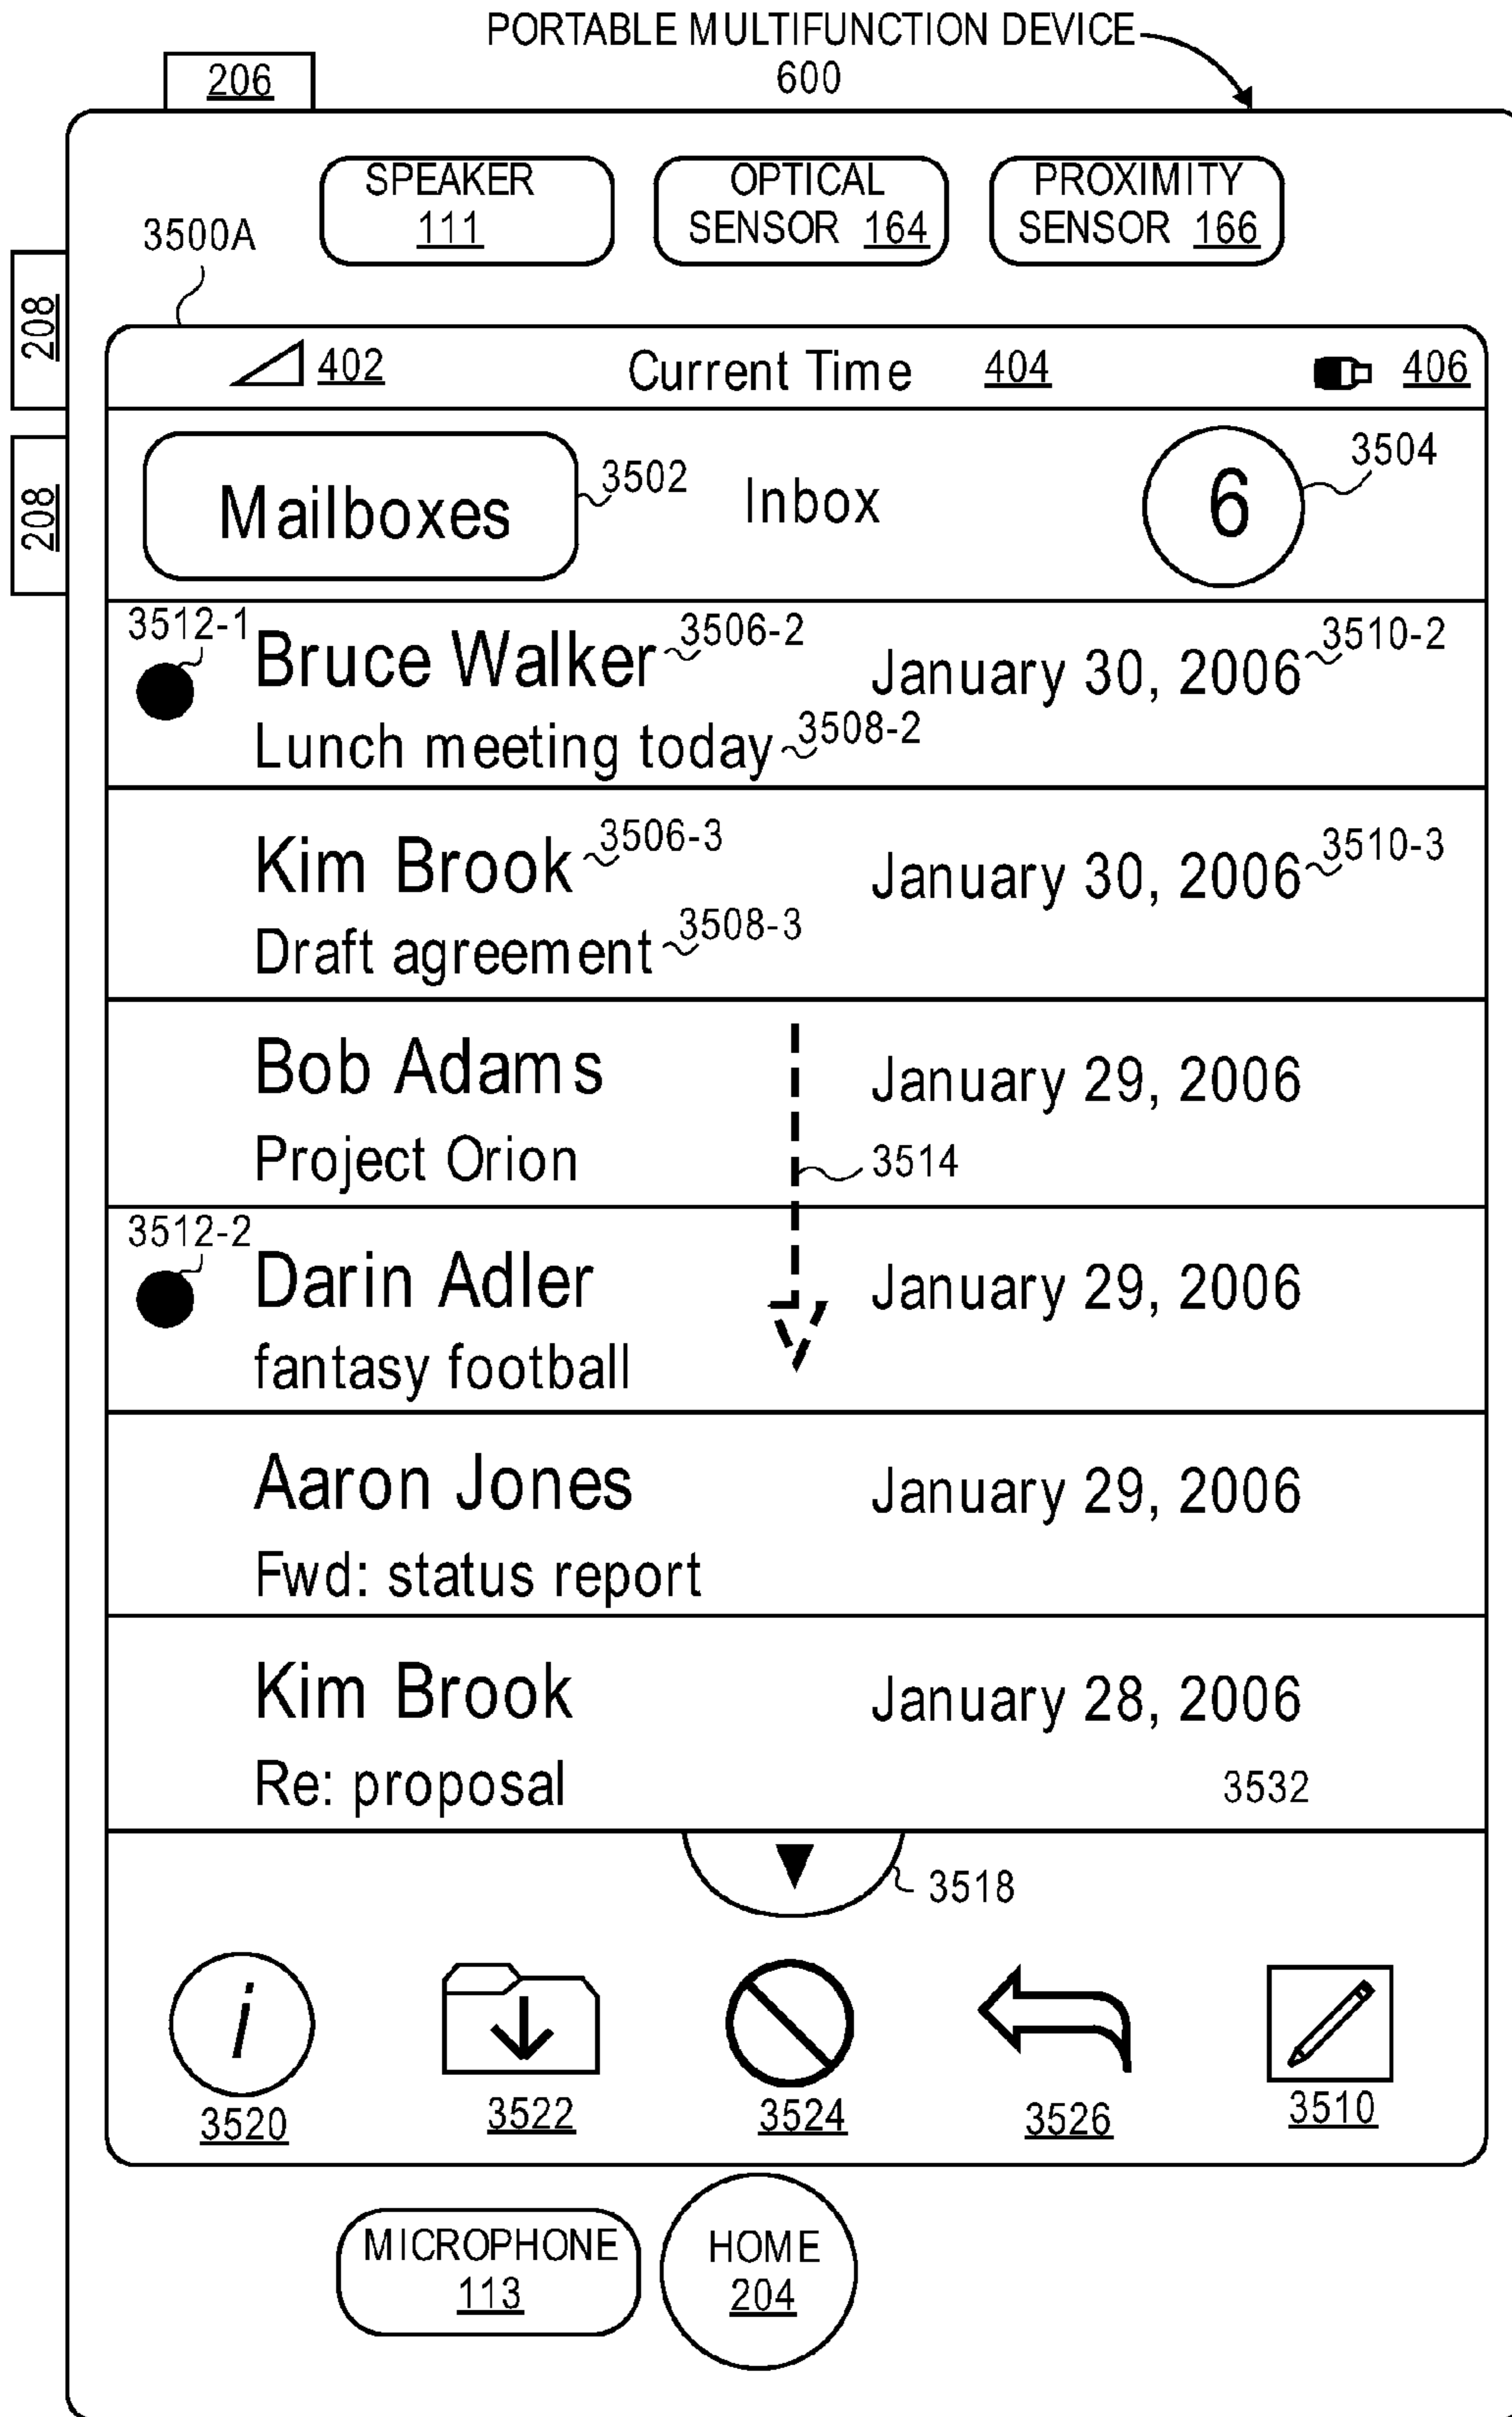 PORTABLE MULTIFUNCTION DEVICE
600
206
SPEAKER
111
OPTICAL
SENSOR 164
PROXIMITY
SENSOR 166
3500A
208
208
402 Current Time 404 406
Mailboxes 3502 Inbox 6 3504
3512-1 Bruce Walker 3506-2 January 30, 2006 3510-2
Lunch meeting today 3508-2
Kim Brook 3506-3 January 30, 2006 3510-3
Draft agreement 3508-3
Bob Adams January 29, 2006
Project Orion 3514
3512-2 Darin Adler January 29, 2006
fantasy football
Aaron Jones January 29, 2006
Fwd: status report
Kim Brook January 28, 2006
Re: proposal 3532
3518
i
3520 3522 3524 3526 3510
MICROPHONE
113
HOME
204